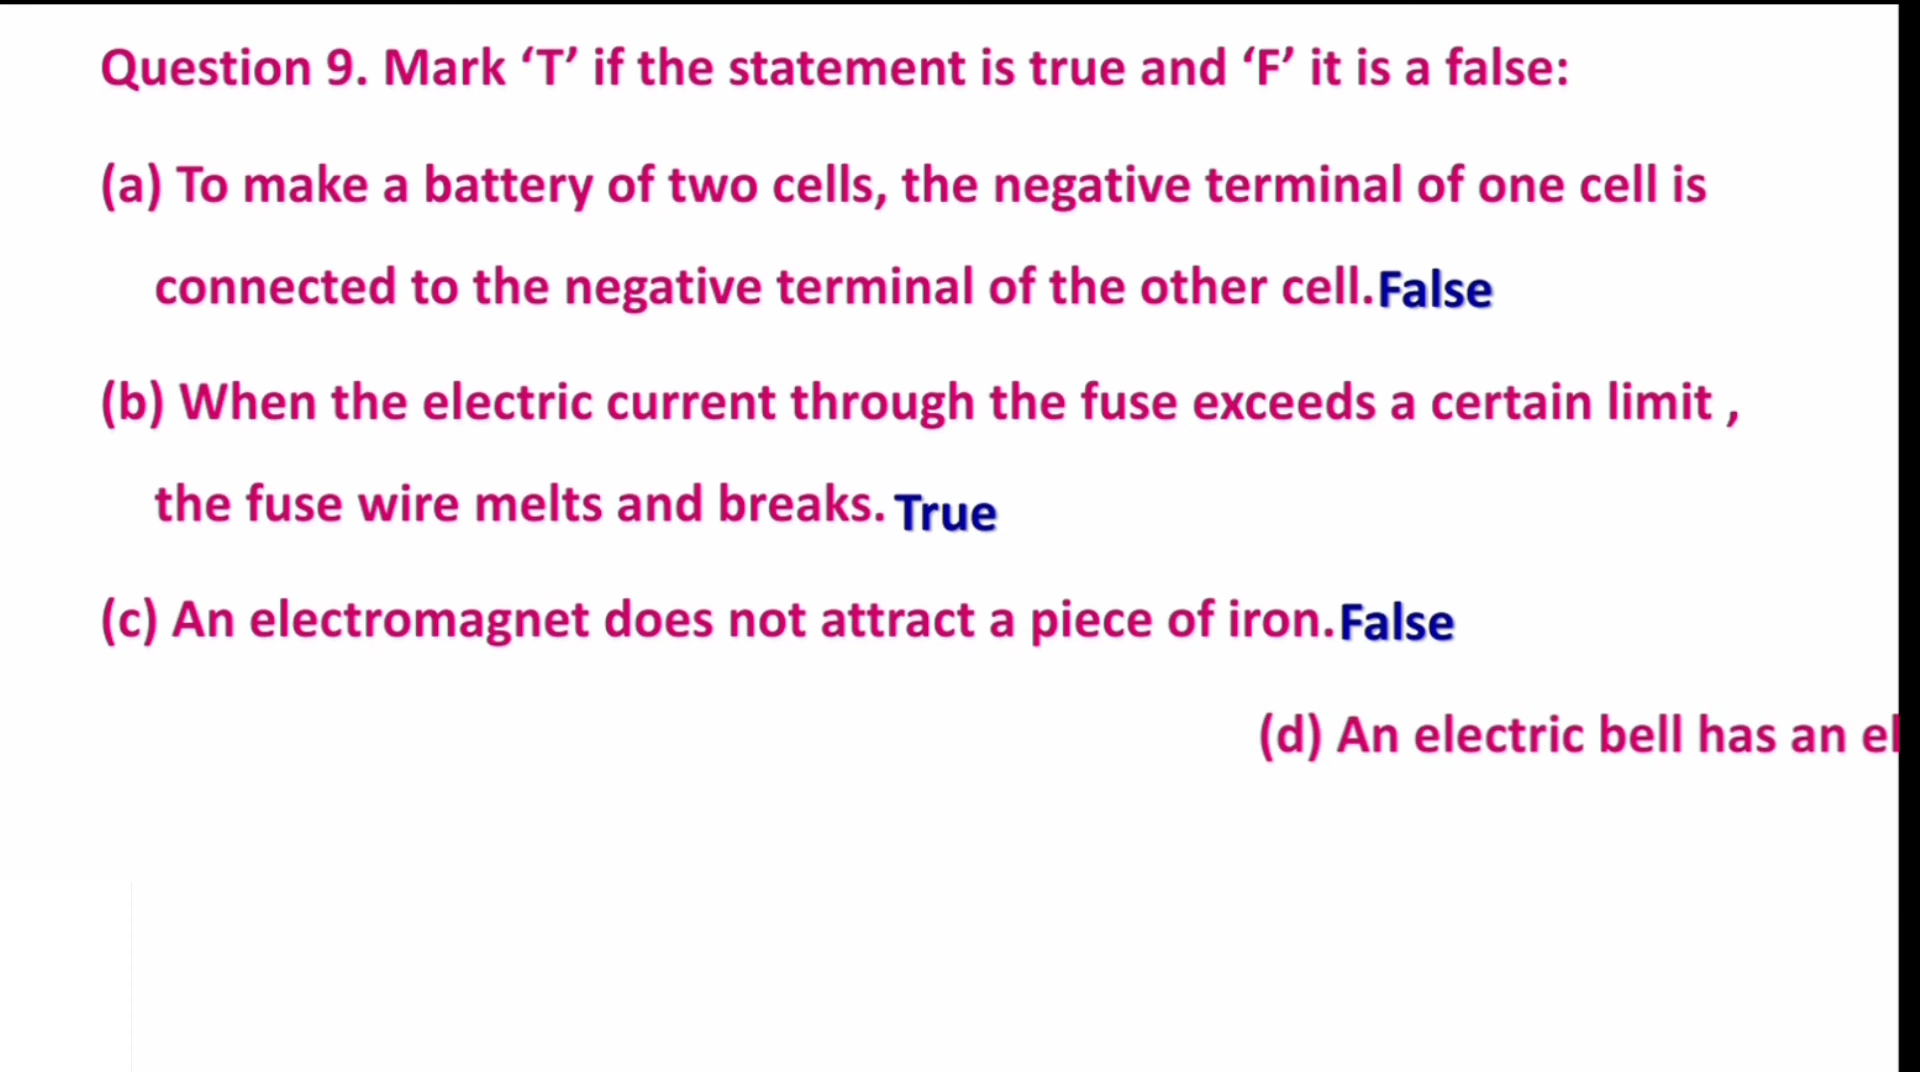 Question 9. Mark ‘T’ if the statement is true and ‘F’ it is a false:
(a) To make a battery of two cells, the negative terminal of one cell is
connected to the negative terminal of the other cell.False
(b) When the electric current through the fuse exceeds a certain limit ,
the fuse wire melts and breaks. True
(c) An electromagnet does not attract a piece of iron.False
(d) An electric bell has an